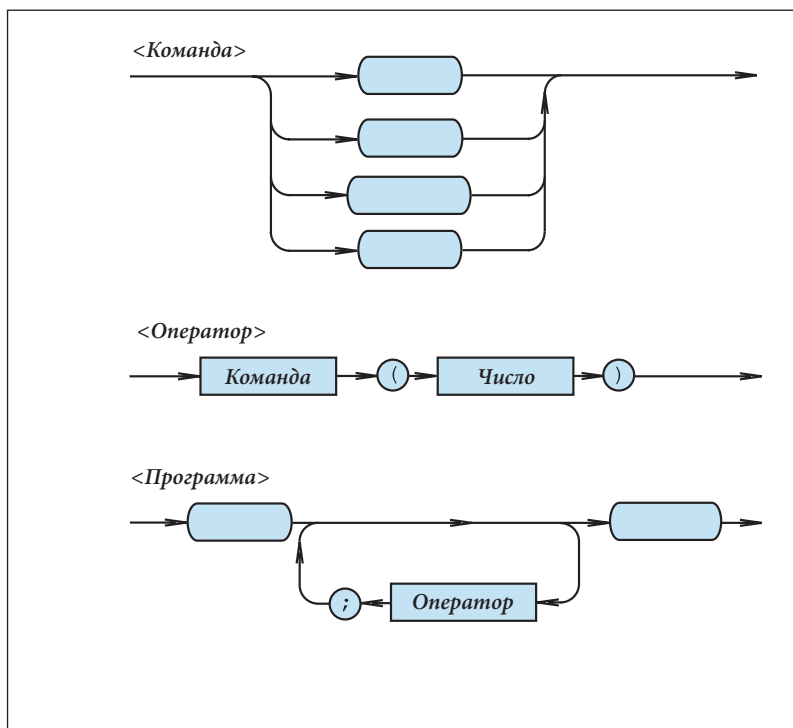 <Команда>
<Оператор>
Команда ( Число )
<Программа>
; Оператор